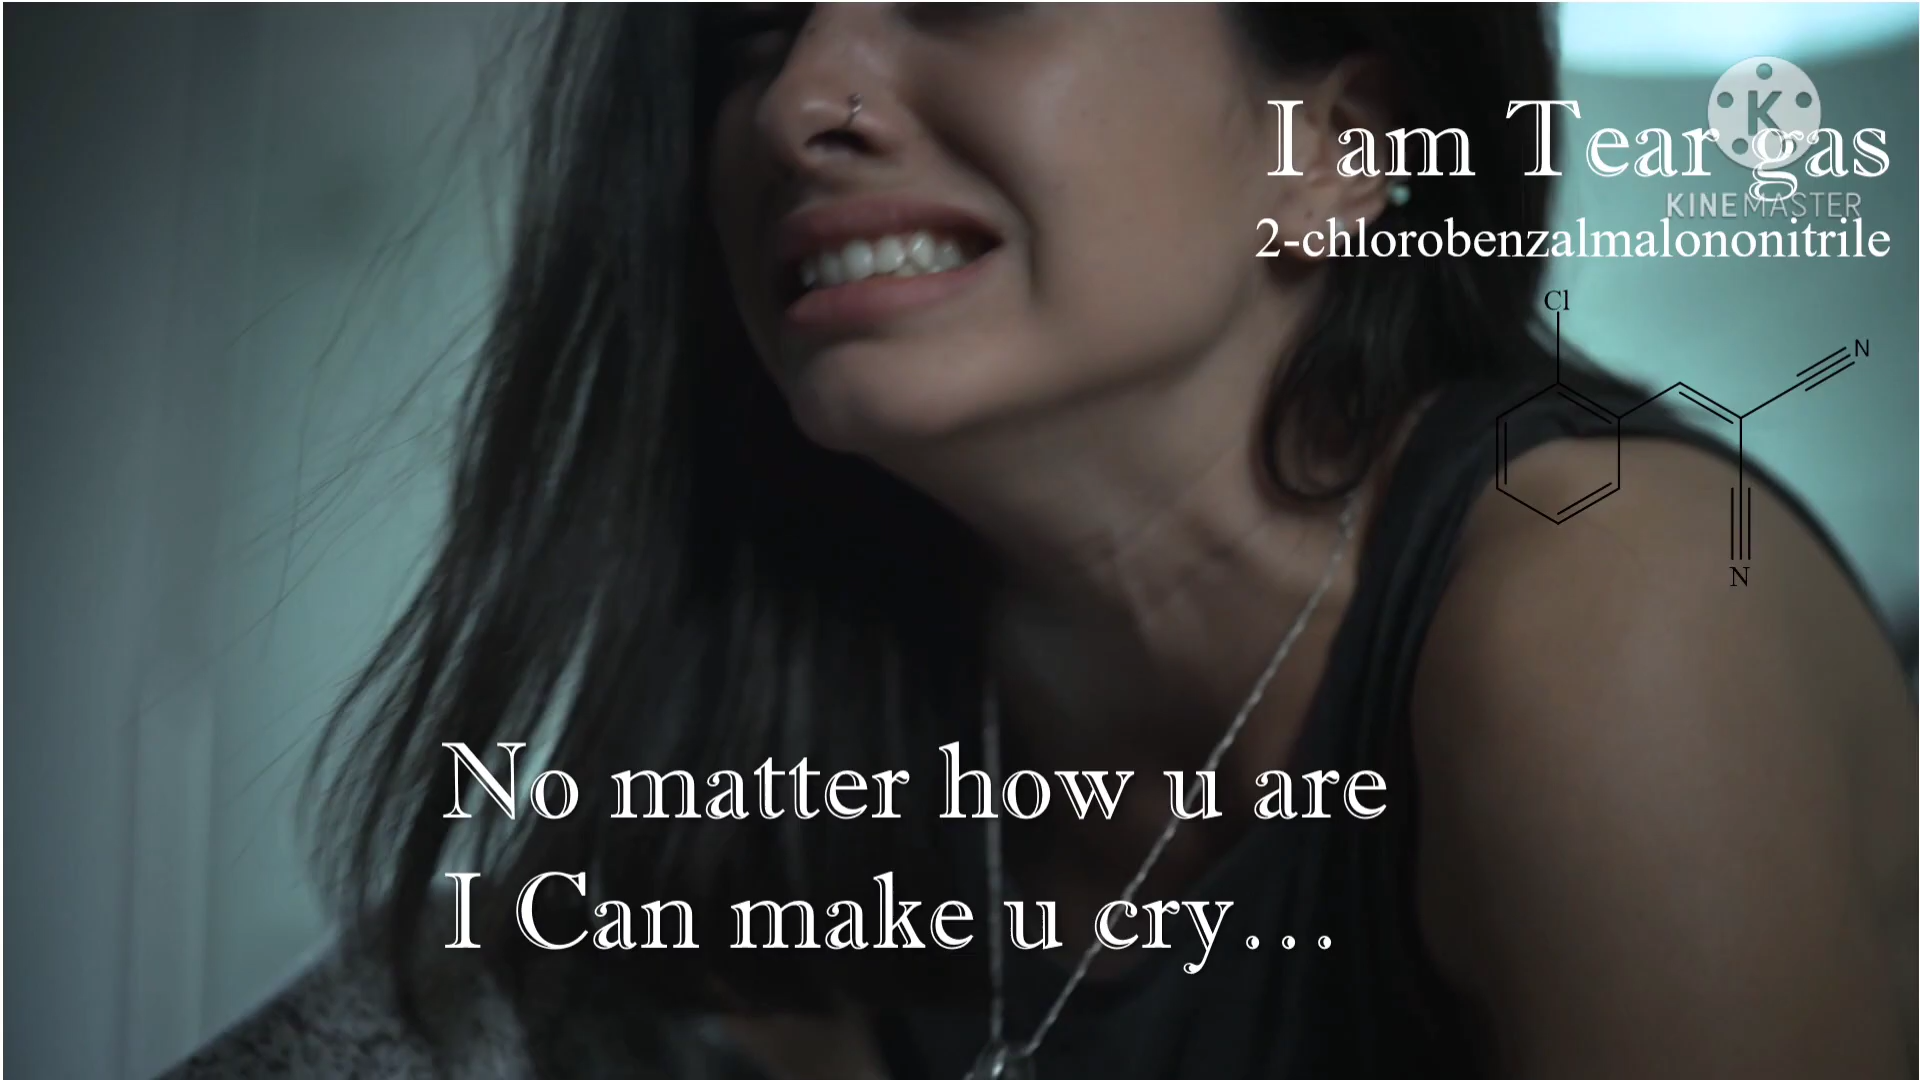 I am Tear gas
K
KINEMASTER
2-chlorobenzalmalononitrile
Cl
N
N
No matter how u are
I Can make u cry...